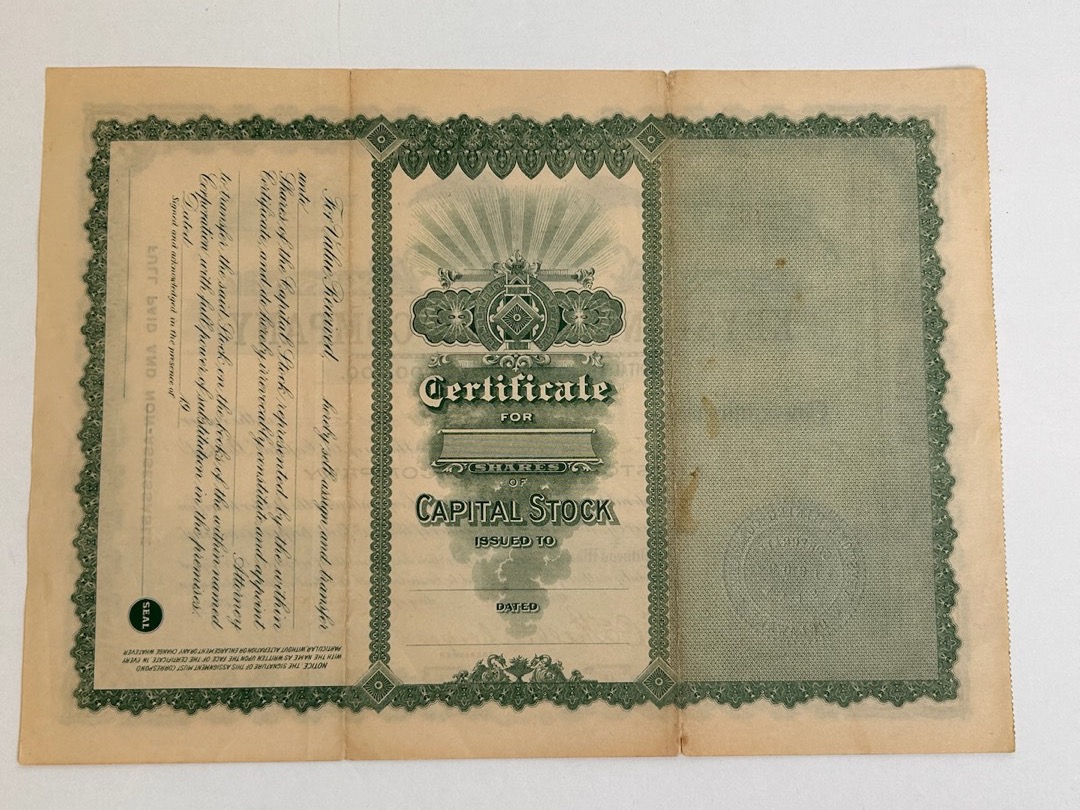 For Value Received, hereby sell, assign, and transfer
unto
Shares of the Capital Stock represented by the within
Certificate, and do hereby irrevocably constitute and appoint
Attorney
to transfer the said Stock on the books of the within named
Corporation with full power of substitution in the premises.
Dated 19
Signed and acknowledged in the presence of
SEAL
NOTICE. THE SIGNATURE OF THIS ASSIGNMENT MUST CORRESPOND
WITH THE NAME AS WRITTEN UPON THE FACE OF THE CERTIFICATE IN EVERY
PARTICULAR WITHOUT ALTERATION OR ENLARGEMENT OR ANY CHANGE WHATEVER
FULL PAID AND NON-ASSESSABLE
Certificate
FOR
SHARES
OF
CAPITAL STOCK
ISSUED TO
DATED
COMPANY